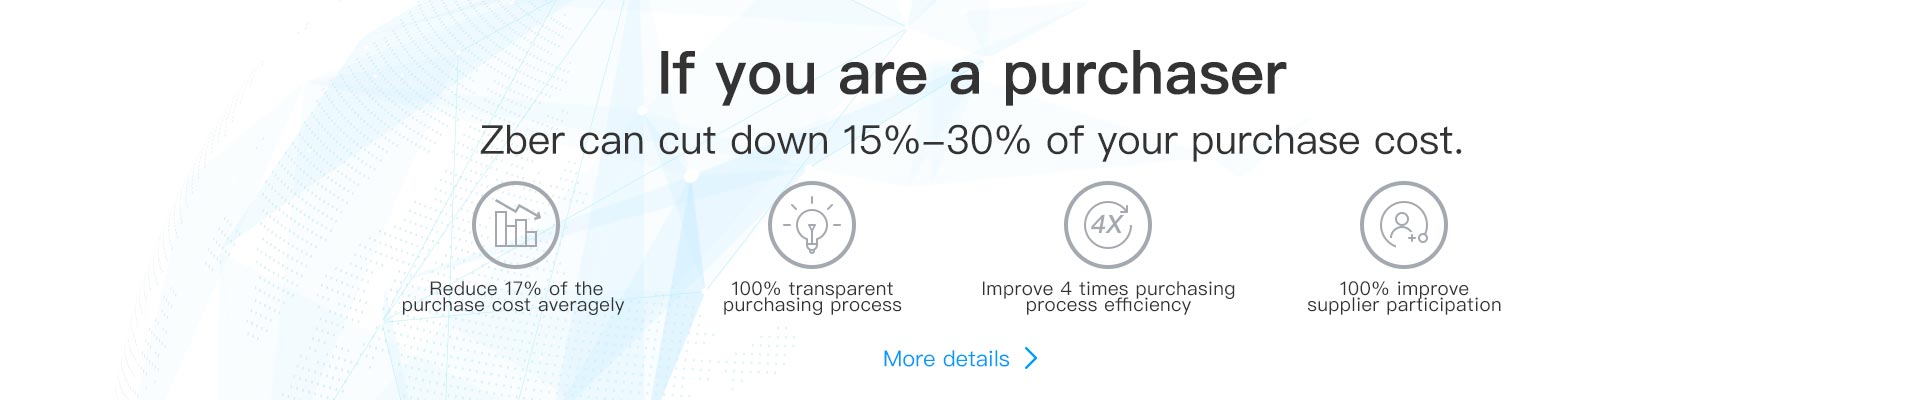 If you are a purchaser
Zber can cut down 15%–30% of your purchase cost.
4X
Reduce 17% of the
purchase cost averagely
100% transparent
purchasing process
Improve 4 times purchasing
process efficiency
100% improve
supplier participation
More details